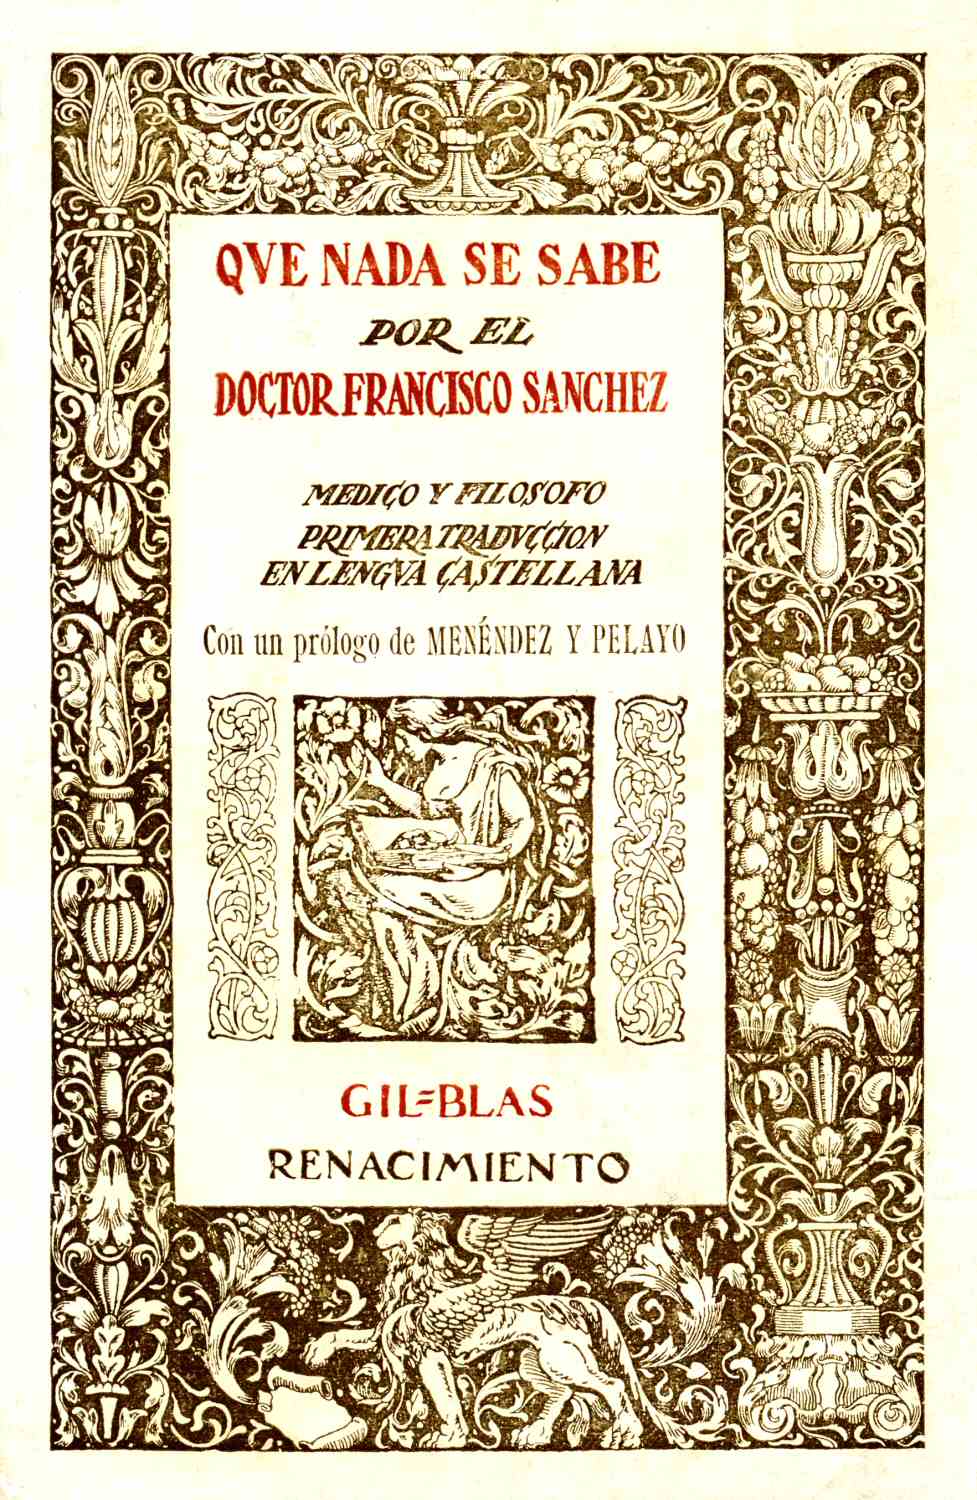 QVE NADA SE SABE
POR EL
DOCTOR FRANCISCO SANCHEZ
MEDICO Y FILOSOFO
PRIMERA TRADVCCION
EN LENGVA CASTELLANA
Con un prólogo de MENÉNDEZ Y PELAYO
GIL=BLAS
RENACIMIENTO